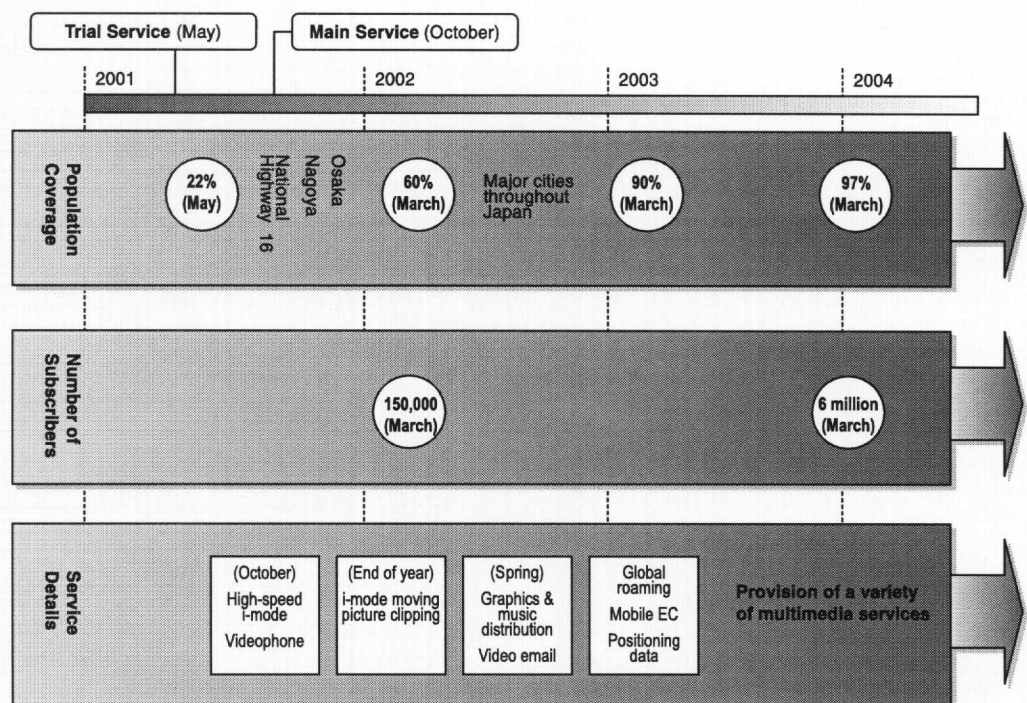 Trial Service (May)
Main Service (October)
2001
2002
2003
2004
Population
Coverage
22%
(May)
National
Highway 16
Nagoya
Osaka
60%
(March)
Major cities
throughout
Japan
90%
(March)
97%
(March)
Number of
Subscribers
150,000
(March)
6 million
(March)
Service
Details
(October)
High-speed
i-mode
Videophone
(End of year)
i-mode moving
picture clipping
(Spring)
Graphics &
music
distribution
Video email
Global
roaming
Mobile EC
Positioning
data
Provision of a variety
of multimedia services